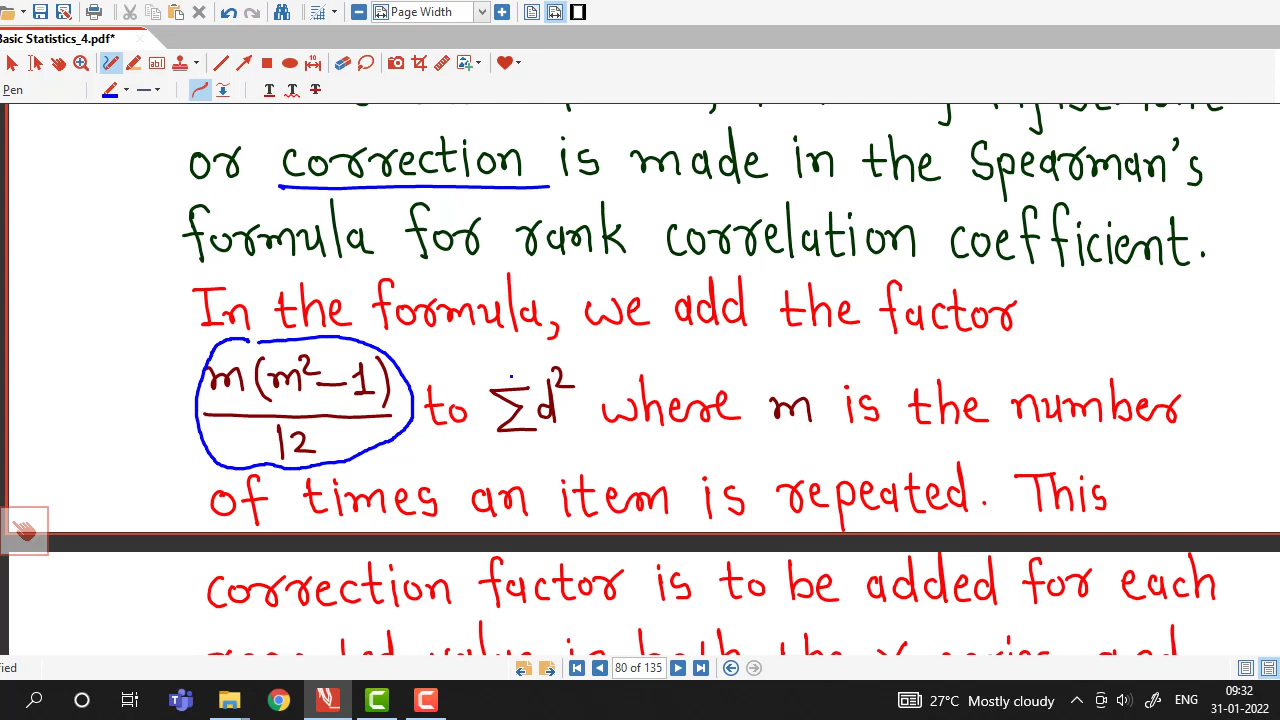 Page Width
Basic Statistics_4.pdf*
10
Pen
T T T
or correction is made in the Spearman's
formula for rank correlation coefficient.
In the formula, we add the factor
m(m²-1)/12 to ∑d² where m is the number
of times an item is repeated. This
correction factor is to be added for each
80 of 135
27°C Mostly cloudy
ENG
09:32
31-01-2022